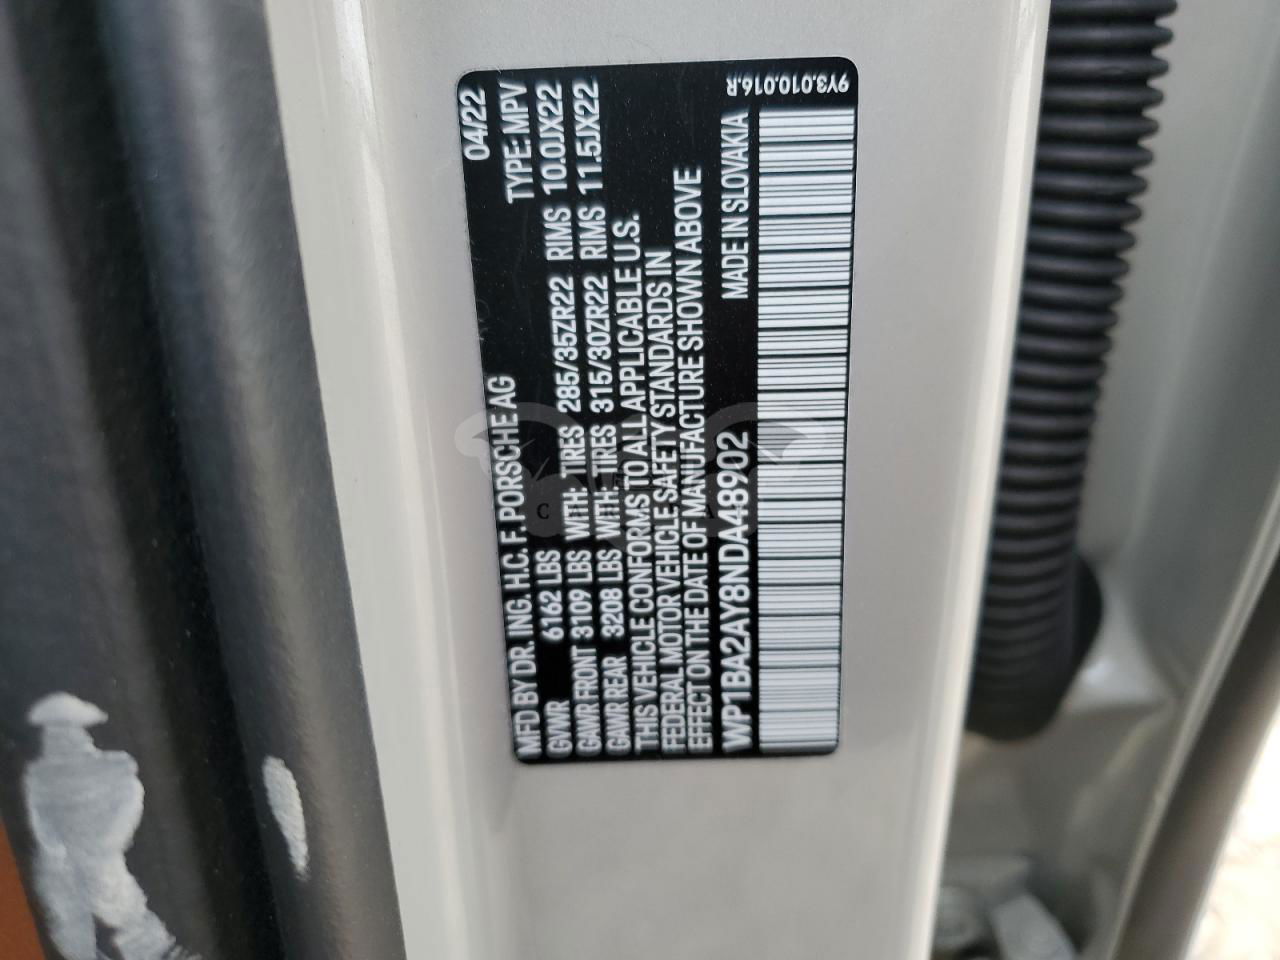 MFD BY DR. ING. H.C. F. PORSCHE AG 04/22
GVWR 6162 LBS TYPE: MPV
GAWR FRONT 3109 LBS WITH: TIRES 285/35ZR22 RIMS 10.0JX22
GAWR REAR 3208 LBS WITH: TIRES 315/30ZR22 RIMS 11.5JX22
THIS VEHICLE CONFORMS TO ALL APPLICABLE U.S.
FEDERAL MOTOR VEHICLE SAFETY STANDARDS IN
EFFECT ON THE DATE OF MANUFACTURE SHOWN ABOVE
WP1BA2AY8NDA48902 MADE IN SLOVAKIA
9Y3.010.016.R